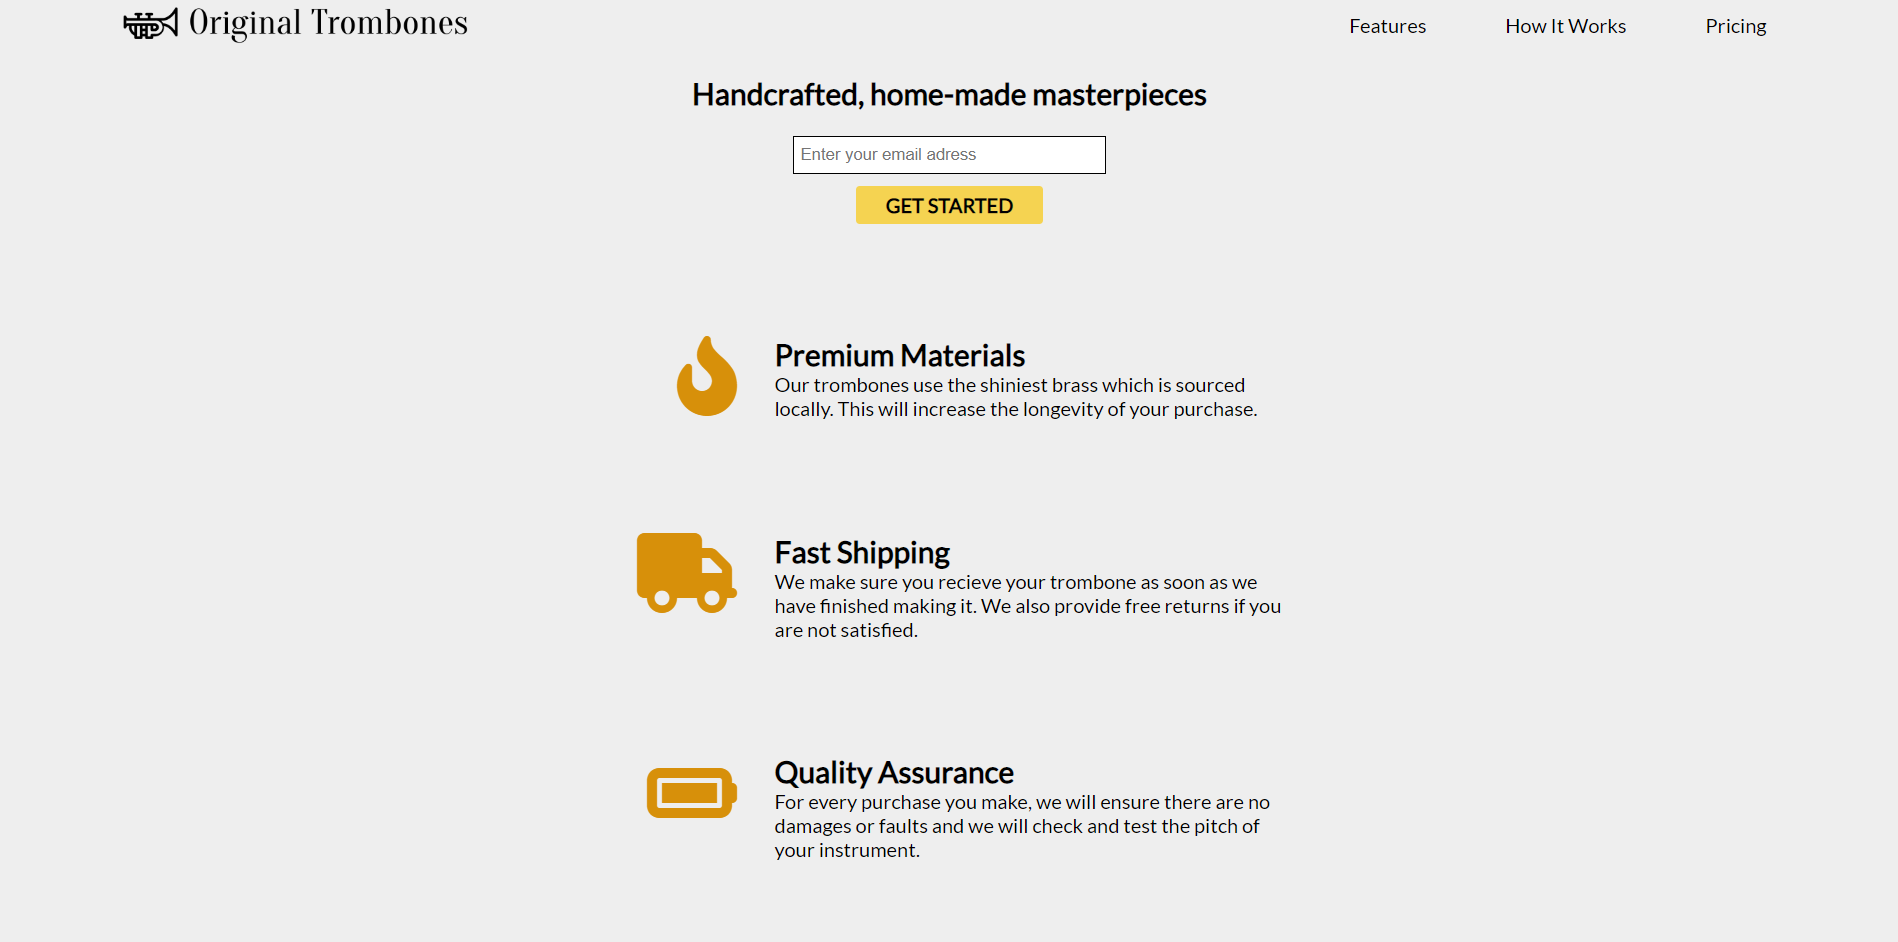 Original Trombones
Features
How It Works
Pricing
Handcrafted, home-made masterpieces
Enter your email adress
GET STARTED
Premium Materials
Our trombones use the shiniest brass which is sourced
locally. This will increase the longevity of your purchase.
Fast Shipping
We make sure you recieve your trombone as soon as we
have finished making it. We also provide free returns if you
are not satisfied.
Quality Assurance
For every purchase you make, we will ensure there are no
damages or faults and we will check and test the pitch of
your instrument.